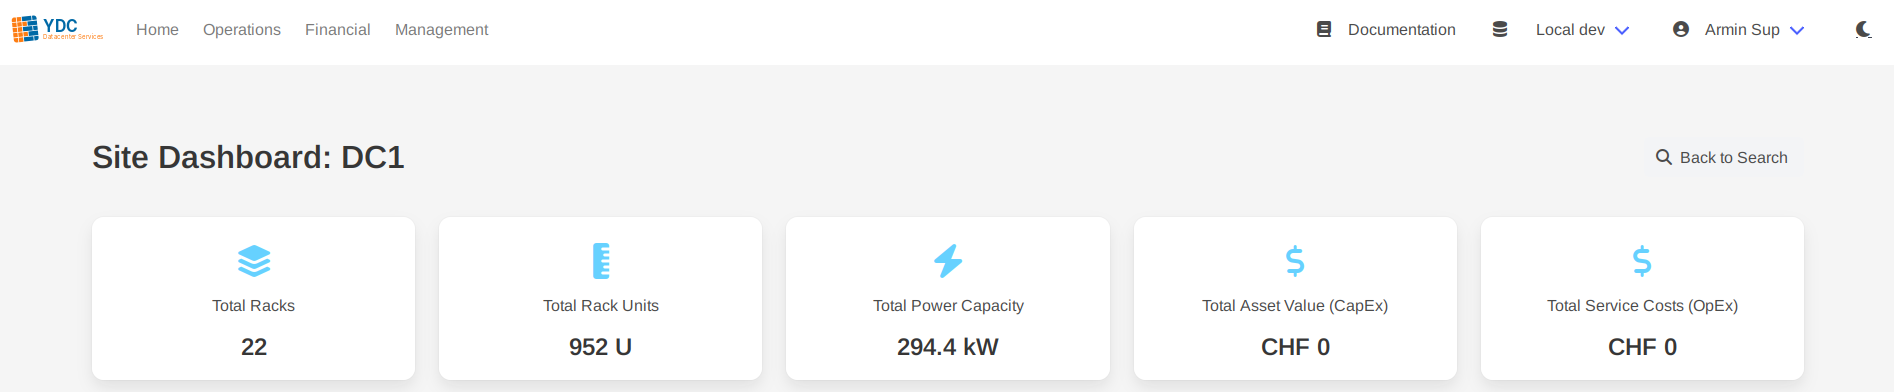 YDC
Datacenter Services
Home Operations Financial Management
Documentation Local dev Armin Sup
Site Dashboard: DC1
Back to Search
Total Racks
22
Total Rack Units
952 U
Total Power Capacity
294.4 kW
Total Asset Value (CapEx)
CHF 0
Total Service Costs (OpEx)
CHF 0